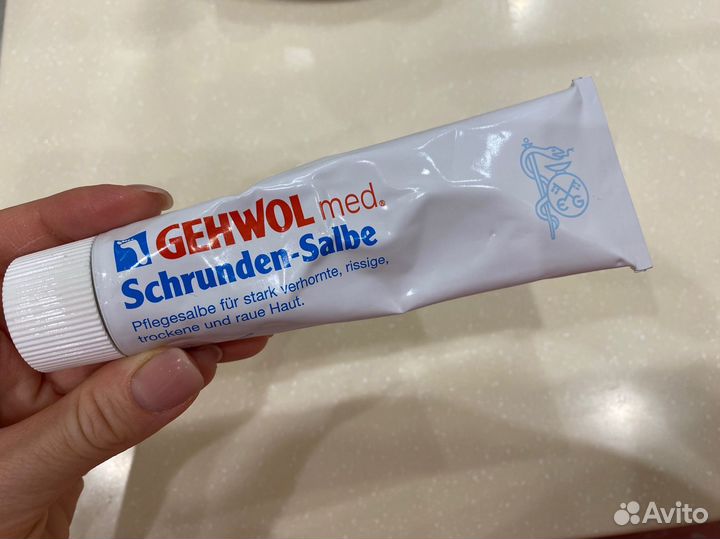 GEHWOL med®
Schrunden-Salbe
Pflegesalbe für stark verhornte, rissige,
trockene und raue Haut.
Avito